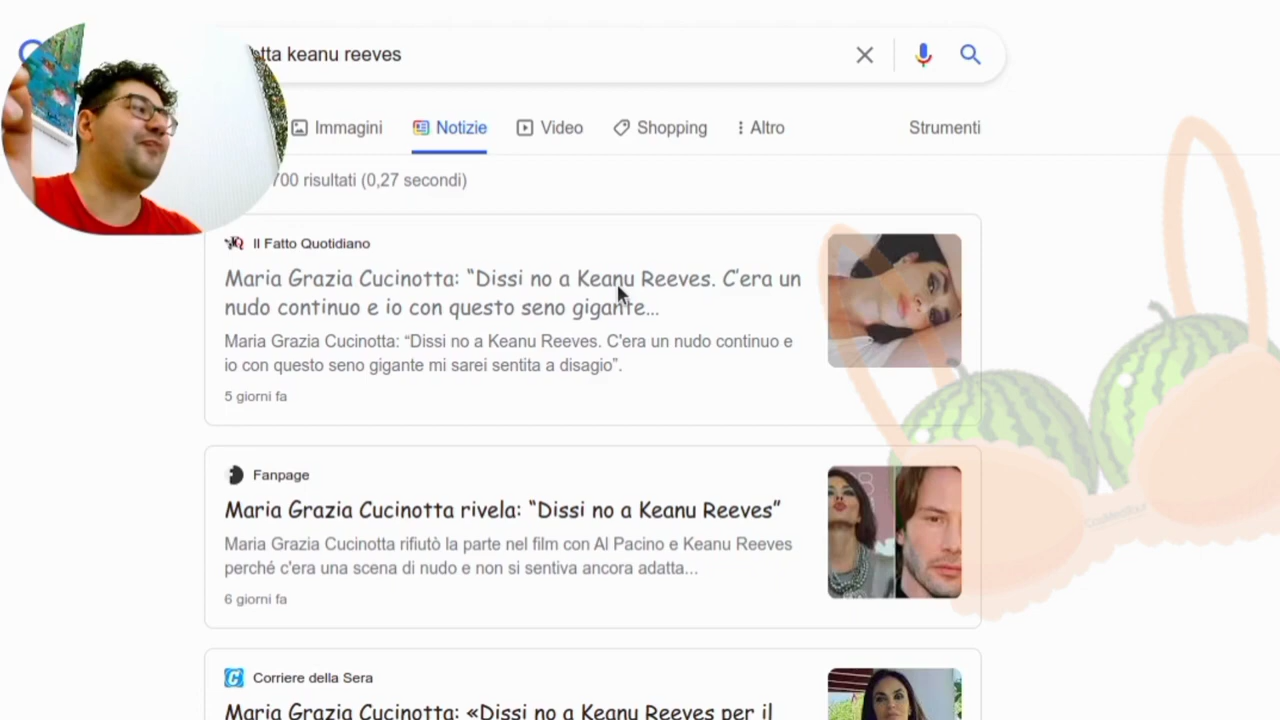 tta keanu reeves
Immagini Notizie Video Shopping Altro Strumenti
700 risultati (0,27 secondi)
Il Fatto Quotidiano
Maria Grazia Cucinotta: “Dissi no a Keanu Reeves. C’era un
nudo continuo e io con questo seno gigante...
Maria Grazia Cucinotta: “Dissi no a Keanu Reeves. C'era un nudo continuo e
io con questo seno gigante mi sarei sentita a disagio”.
5 giorni fa
Fanpage
Maria Grazia Cucinotta rivela: “Dissi no a Keanu Reeves”
Maria Grazia Cucinotta rifiutò la parte nel film con Al Pacino e Keanu Reeves
perché c'era una scena di nudo e non si sentiva ancora adatta...
6 giorni fa
Corriere della Sera
Maria Grazia Cucinotta: «Dissi no a Keanu Reeves per il